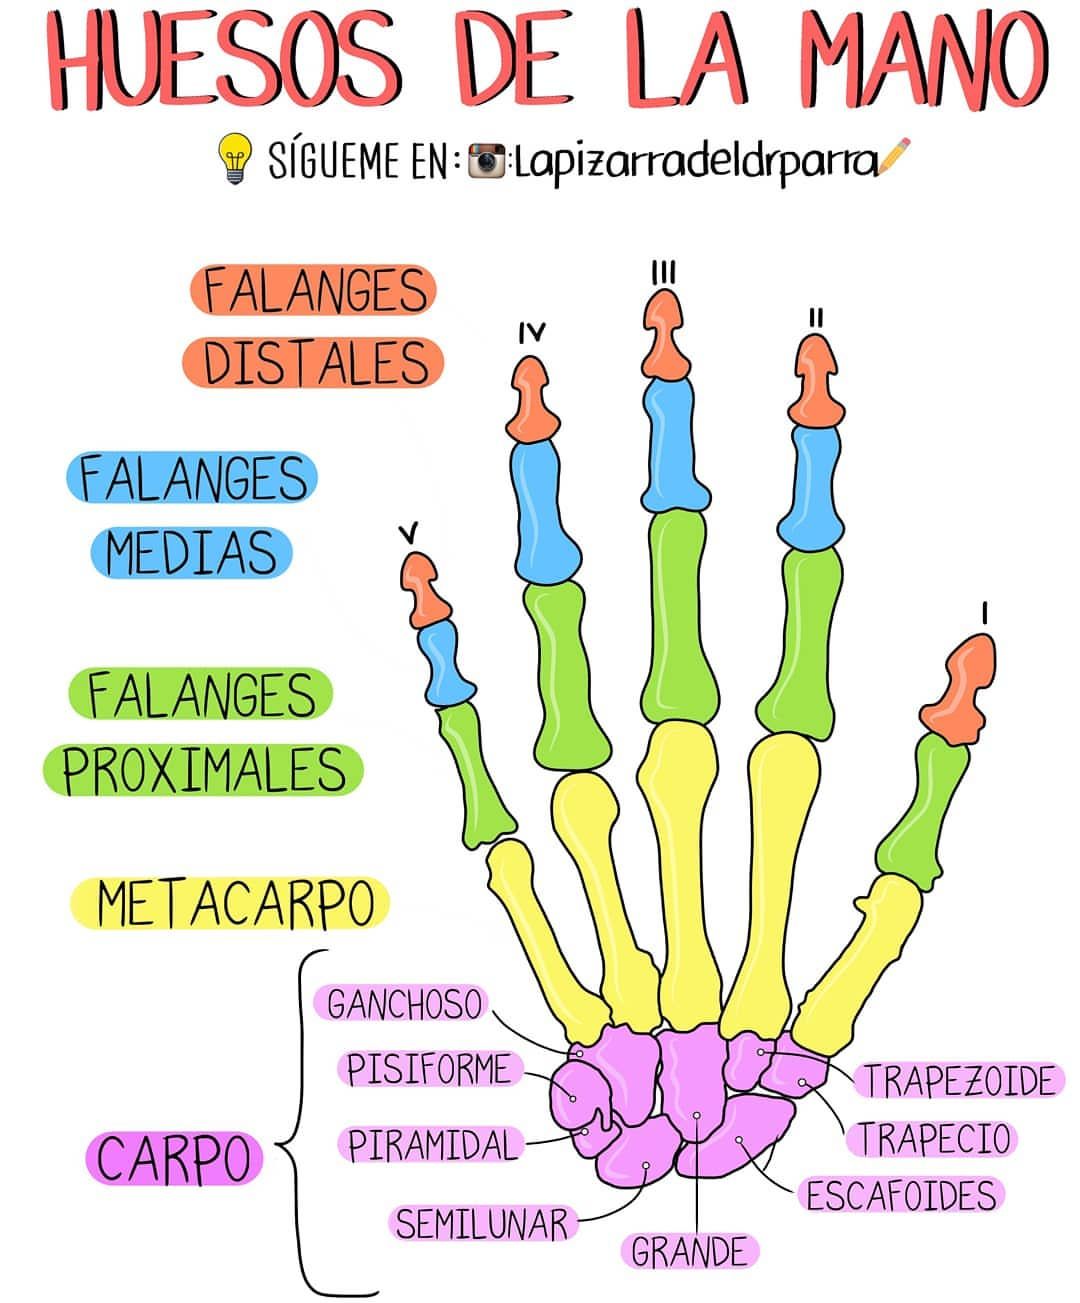 HUESOS DE LA MANO
SÍGUEME EN: :Lapizarradeldrparra
FALANGES
DISTALES
FALANGES
MEDIAS
FALANGES
PROXIMALES
METACARPO
CARPO
GANCHOSO
PISIFORME
PIRAMIDAL
SEMILUNAR
GRANDE
ESCAFOIDES
TRAPECIO
TRAPEZOIDE
V
IV
III
II
I